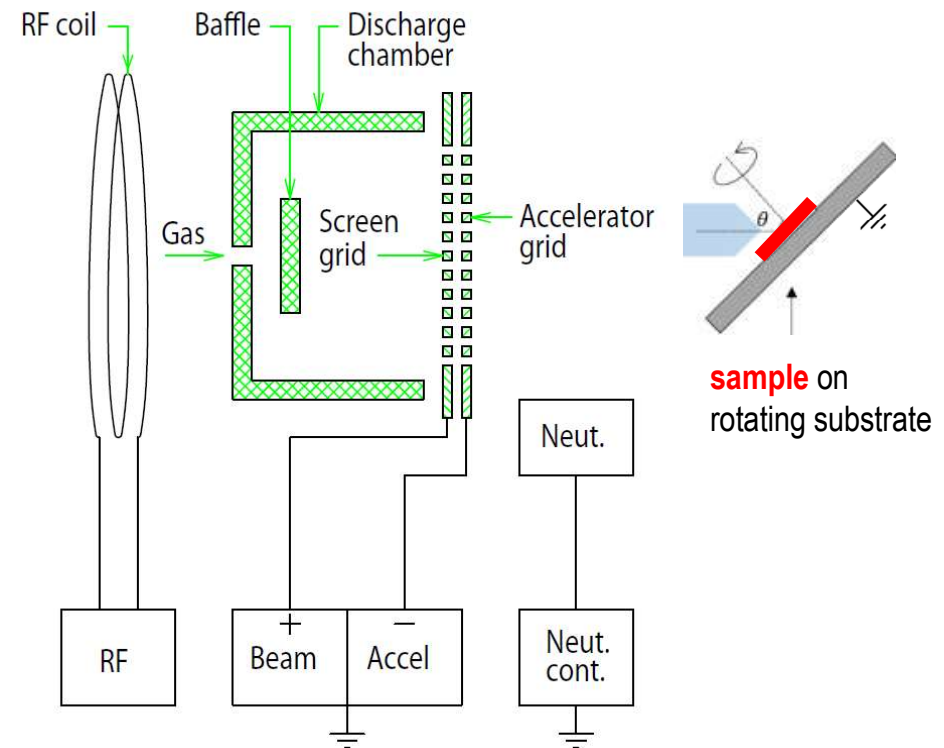 RF coil
Baffle
Discharge
chamber
Gas
Screen
grid
Accelerator
grid
θ
sample on
rotating substrate
Neut.
RF
+
Beam
−
Accel
Neut.
cont.